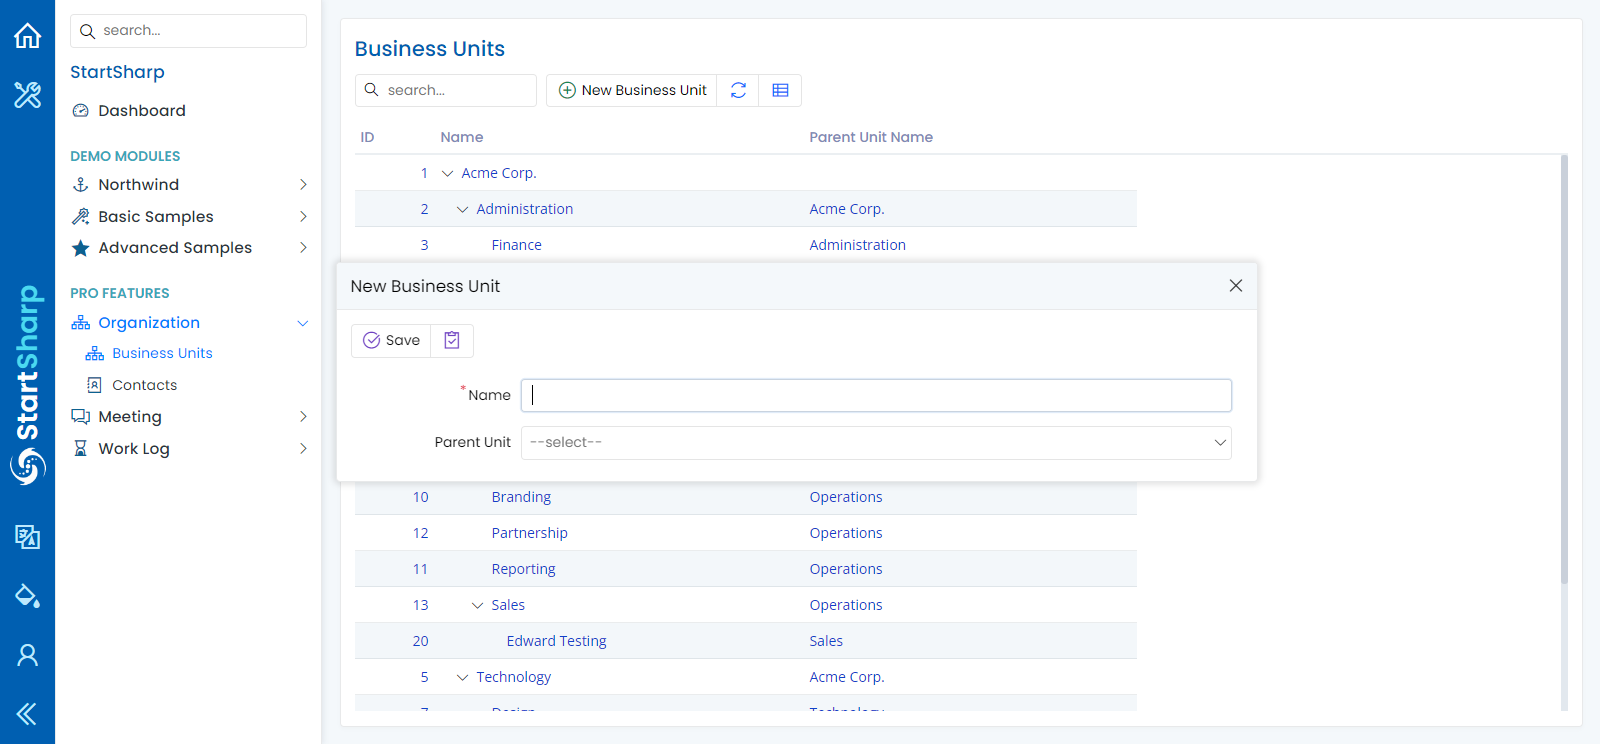 search...
StartSharp
Dashboard
DEMO MODULES
Northwind
Basic Samples
Advanced Samples
PRO FEATURES
Organization
Business Units
Contacts
Meeting
Work Log
StartSharp
Business Units
search...
New Business Unit
ID Name Parent Unit Name
1 Acme Corp.
2 Administration Acme Corp.
3 Finance Administration
New Business Unit
Save
*Name
Parent Unit --select--
10 Branding Operations
12 Partnership Operations
11 Reporting Operations
13 Sales Operations
20 Edward Testing Sales
5 Technology Acme Corp.
7 Design Technology